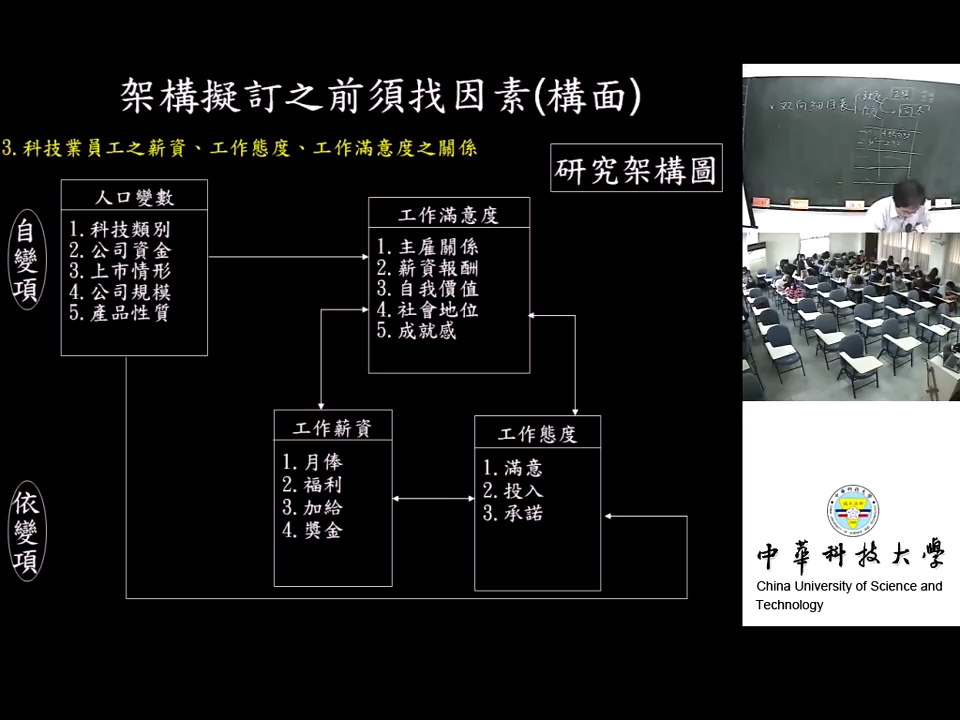 架構擬訂之前須找因素(構面)
3.科技業員工之薪資、工作態度、工作滿意度之關係
研究架構圖
自變項
人口變數
1.科技類別
2.公司資金
3.上市情形
4.公司規模
5.產品性質
工作滿意度
1.主雇關係
2.薪資報酬
3.自我價值
4.社會地位
5.成就感
依變項
工作薪資
1.月俸
2.福利
3.加給
4.獎金
工作態度
1.滿意
2.投入
3.承諾
雙向細目表
中華科技大學
China University of Science and
Technology